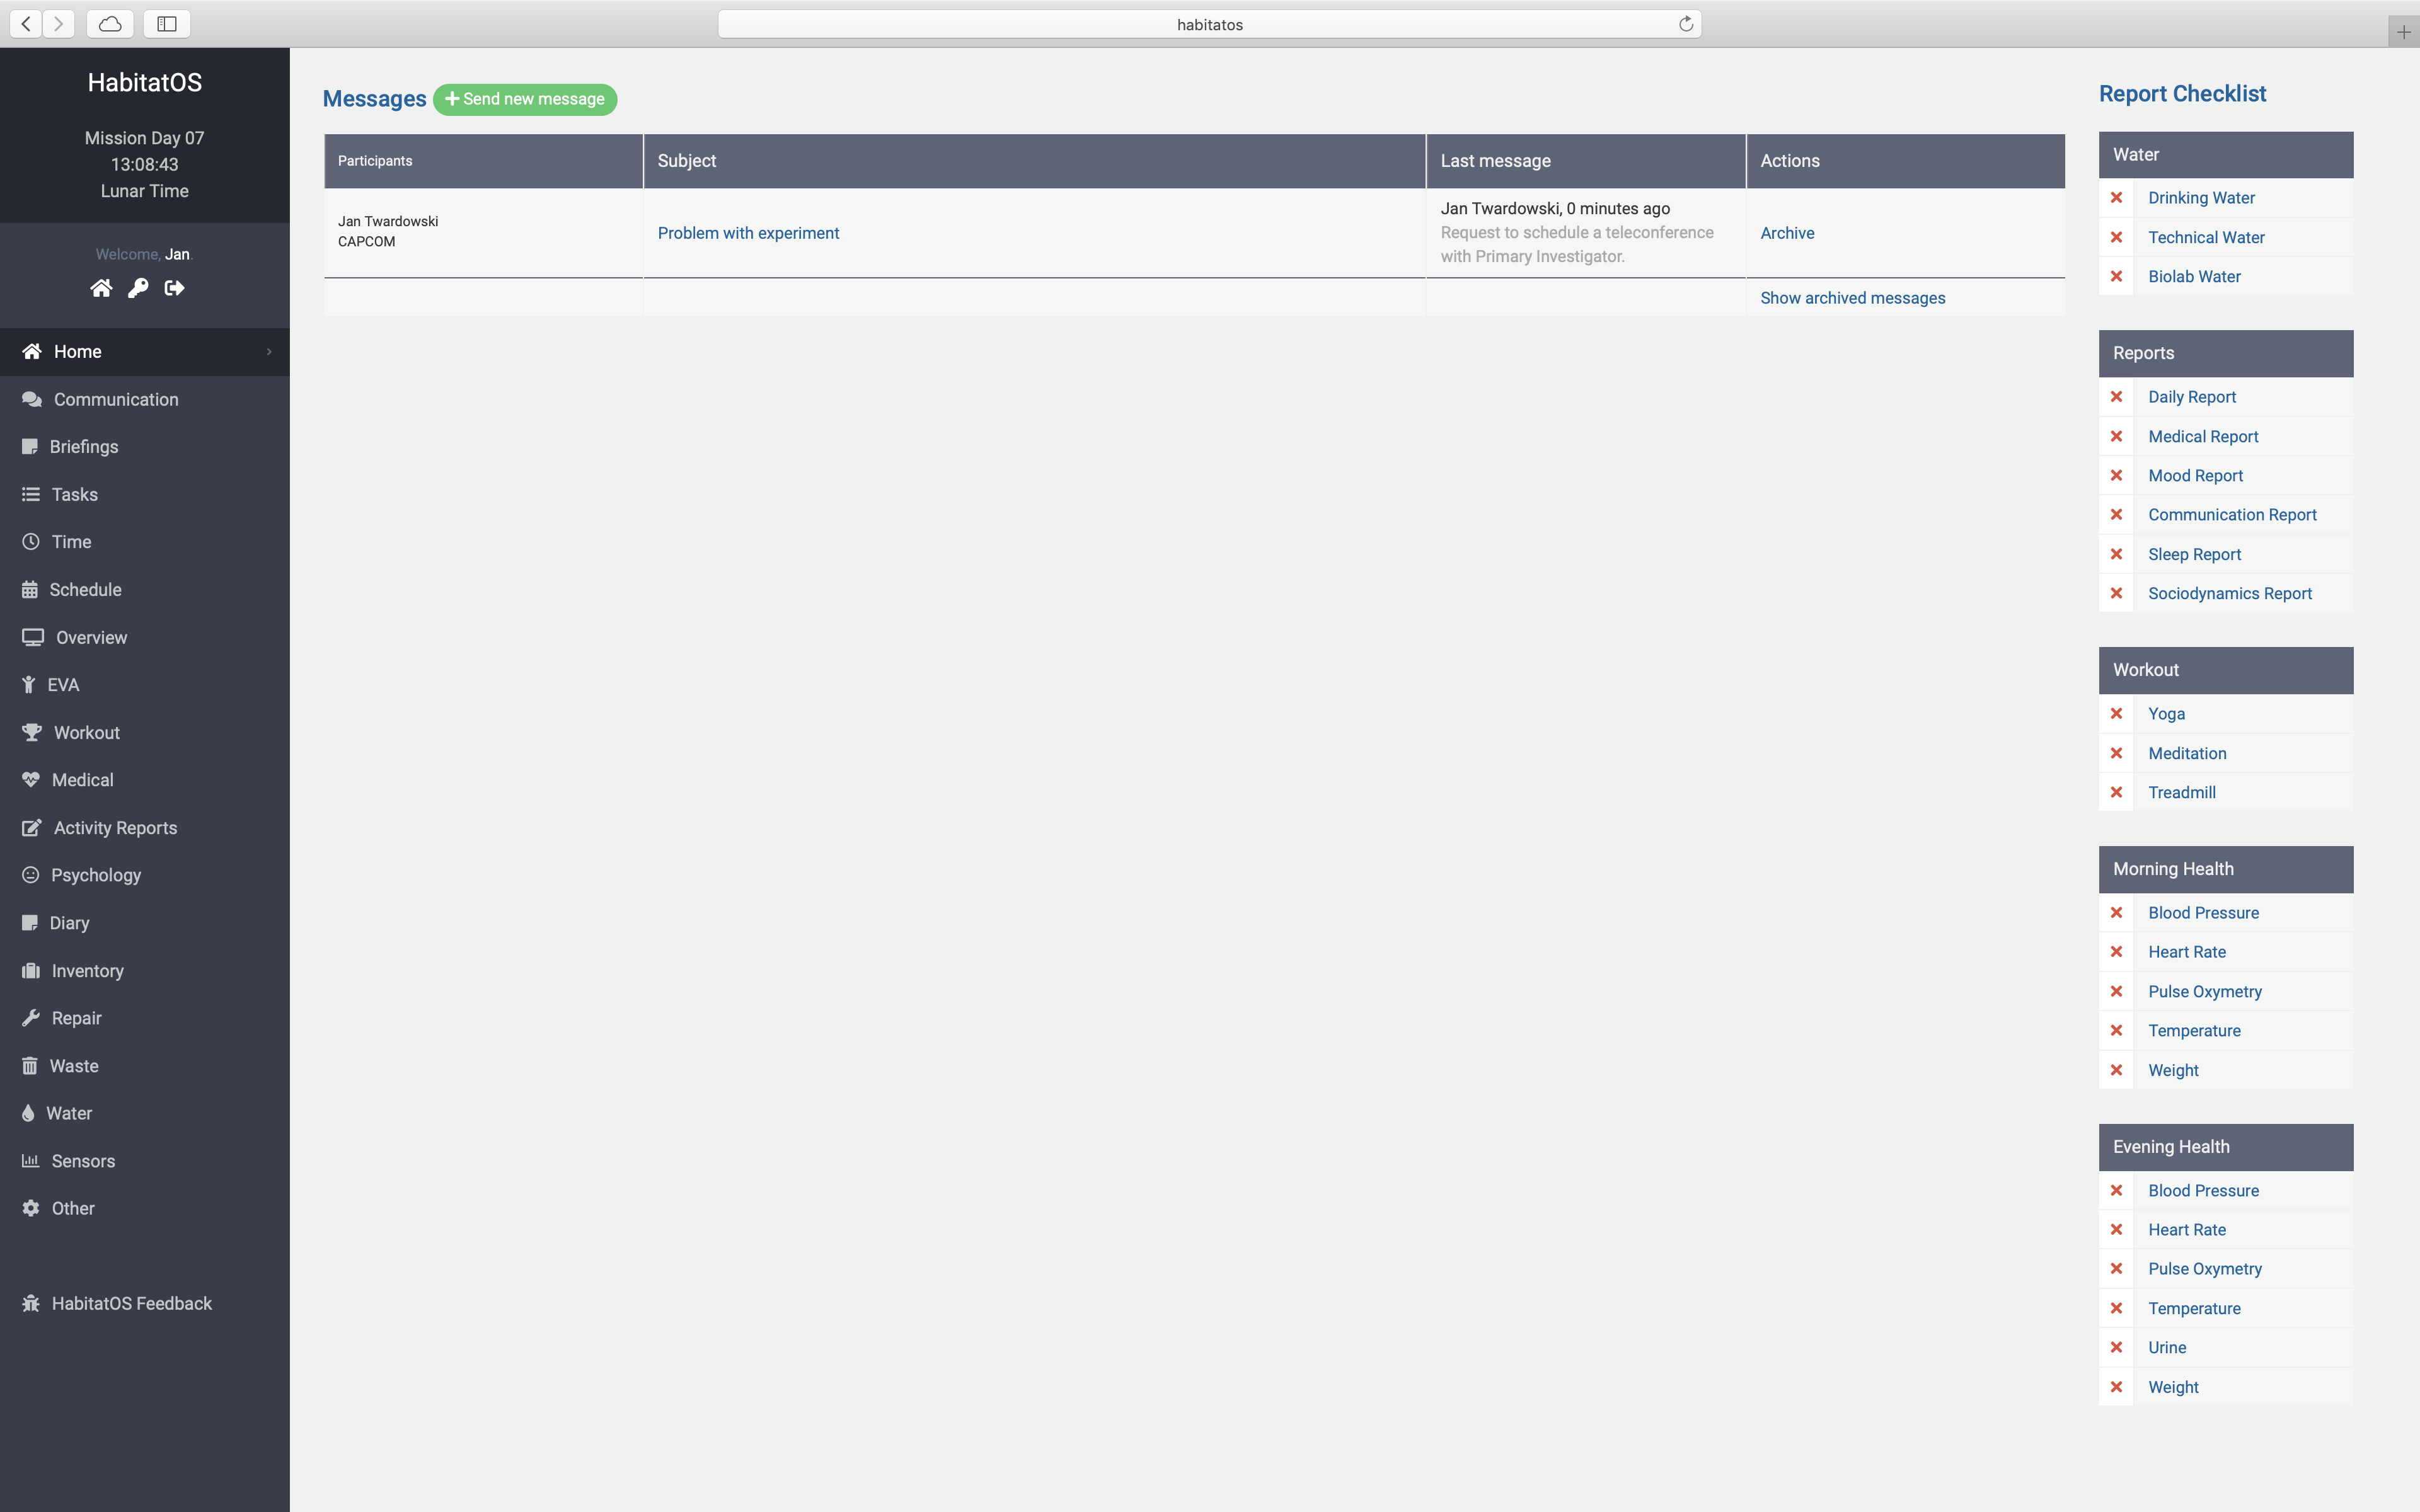 habitatos
HabitatOS
Mission Day 07
13:08:43
Lunar Time
Welcome, Jan.
Home
Communication
Briefings
Tasks
Time
Schedule
Overview
EVA
Workout
Medical
Activity Reports
Psychology
Diary
Inventory
Repair
Waste
Water
Sensors
Other
HabitatOS Feedback
Messages
Send new message
Participants
Subject
Last message
Actions
Jan Twardowski
CAPCOM
Problem with experiment
Jan Twardowski, 0 minutes ago
Request to schedule a teleconference
with Primary Investigator.
Archive
Show archived messages
Report Checklist
Water
Drinking Water
Technical Water
Biolab Water
Reports
Daily Report
Medical Report
Mood Report
Communication Report
Sleep Report
Sociodynamics Report
Workout
Yoga
Meditation
Treadmill
Morning Health
Blood Pressure
Heart Rate
Pulse Oxymetry
Temperature
Weight
Evening Health
Blood Pressure
Heart Rate
Pulse Oxymetry
Temperature
Urine
Weight